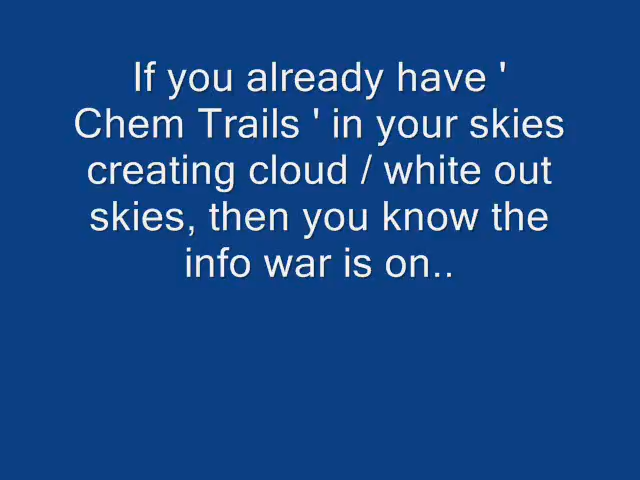 If you already have '
Chem Trails ' in your skies
creating cloud / white out
skies, then you know the
info war is on..